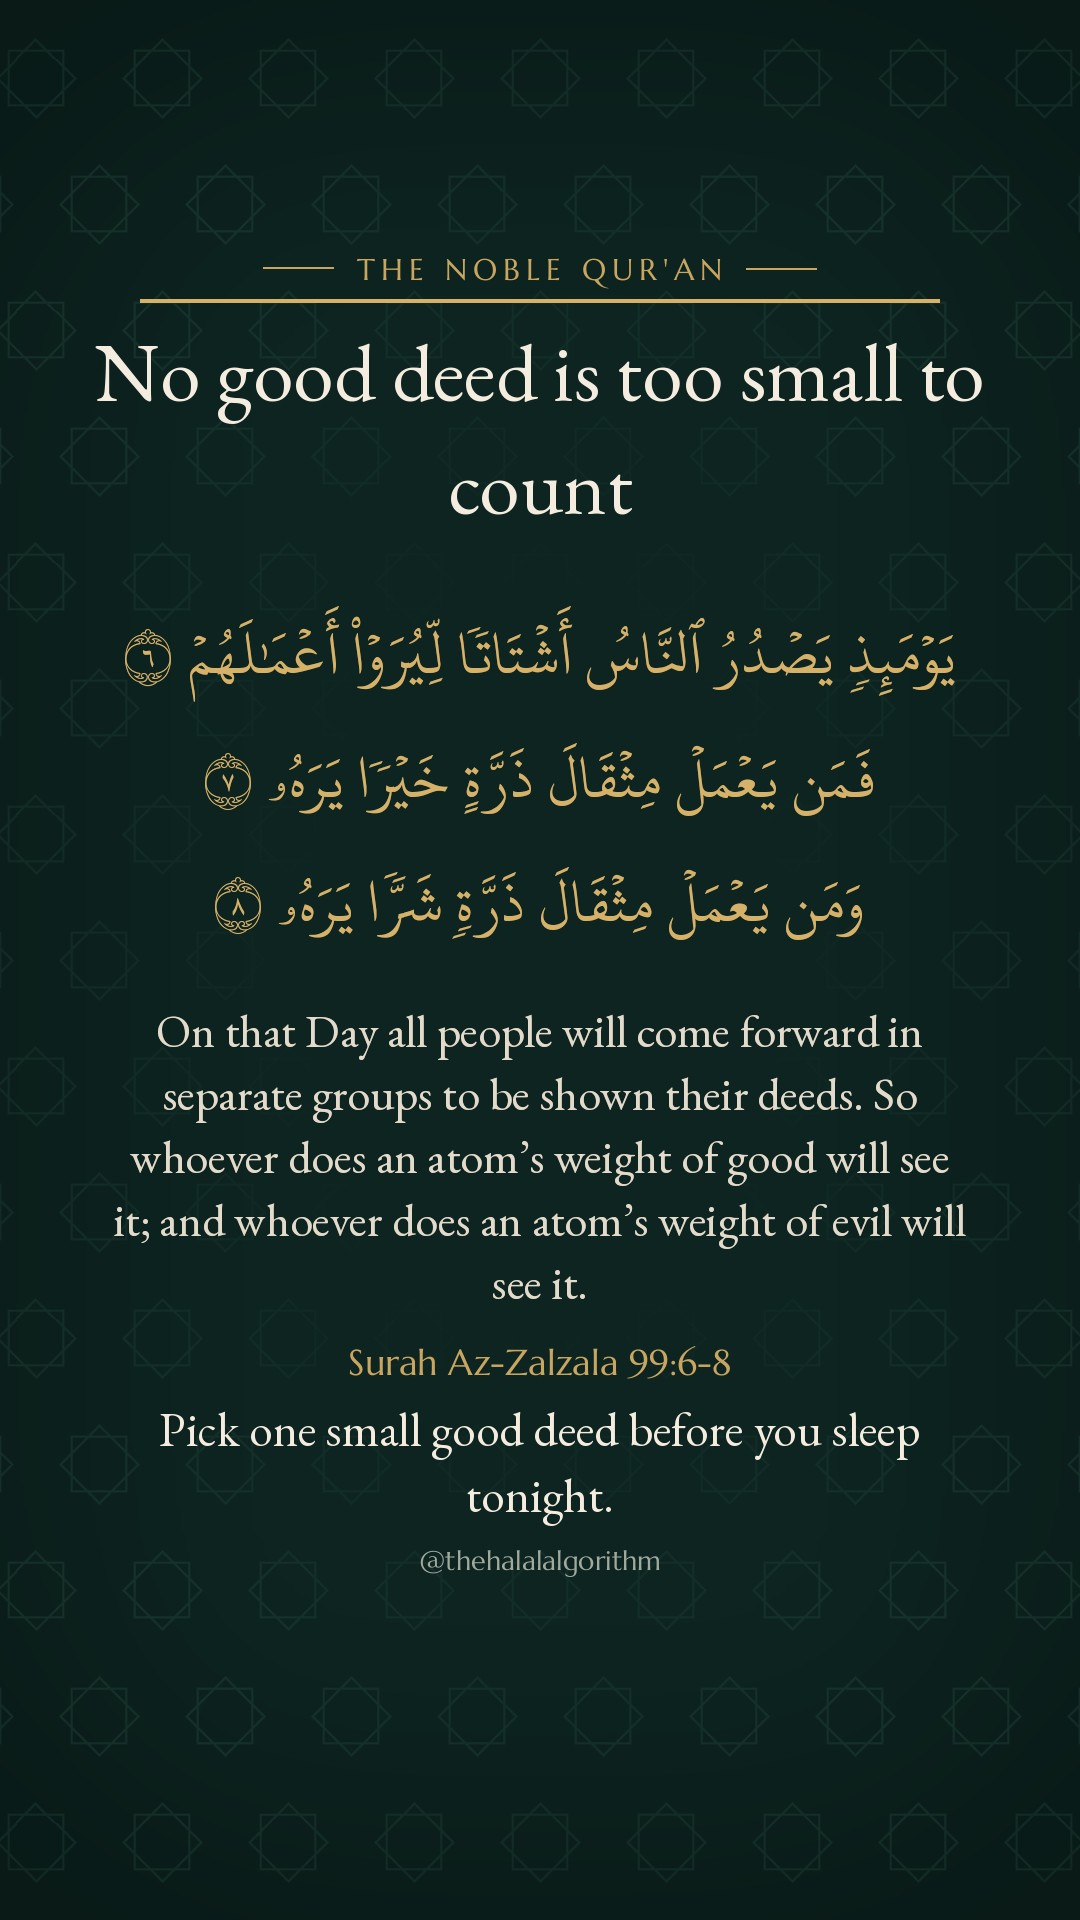 THE NOBLE QUR'AN
No good deed is too small to
count
يَوۡمَئِذٖ يَصۡدُرُ ٱلنَّاسُ أَشۡتَاتٗا لِّيُرَوۡاْ أَعۡمَٰلَهُمۡ ٦
فَمَن يَعۡمَلۡ مِثۡقَالَ ذَرَّةٍ خَيۡرٗا يَرَهُۥ ٧
وَمَن يَعۡمَلۡ مِثۡقَالَ ذَرَّةٖ شَرّٗا يَرَهُۥ ٨
On that Day all people will come forward in
separate groups to be shown their deeds. So
whoever does an atom’s weight of good will see
it; and whoever does an atom’s weight of evil will
see it.
Surah Az-Zalzala 99:6-8
Pick one small good deed before you sleep
tonight.
@thehalalalgorithm